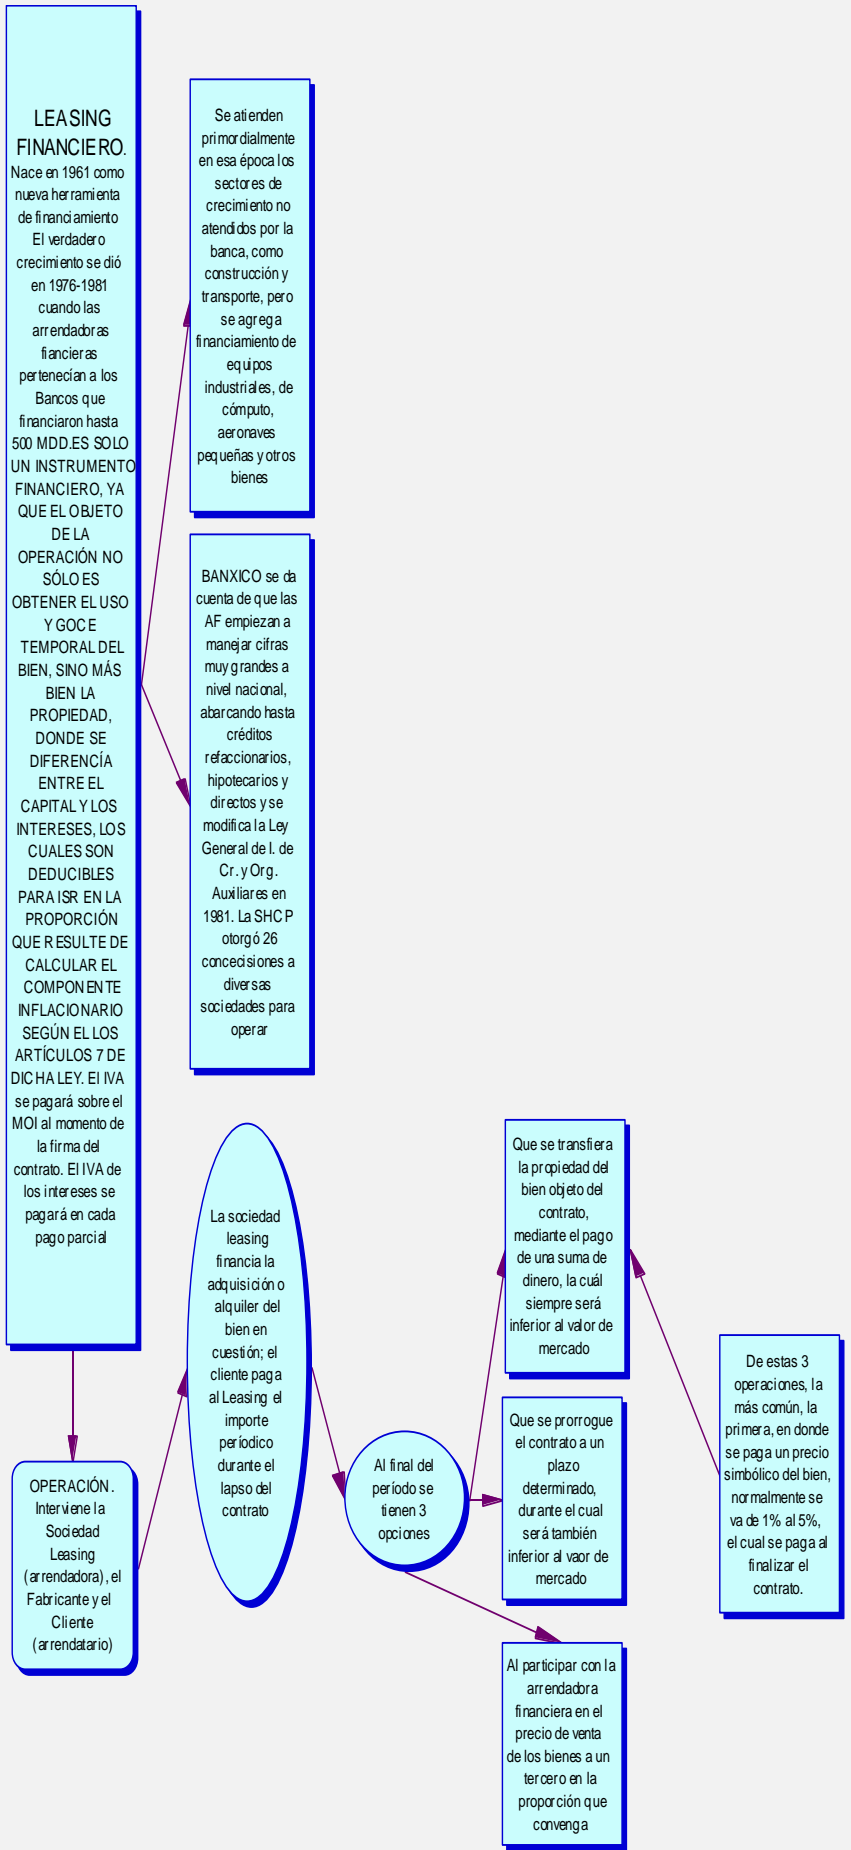 LEASING
FINANCIERO.
Nace en 1961 como
nueva herramienta
de financiamiento
El verdadero
crecimiento se dió
en 1976-1981
cuando las
arrendadoras
fiancieras
pertenecían a los
Bancos que
financiaron hasta
500 MDD.ES SOLO
UN INSTRUMENTO
FINANCIERO, YA
QUE EL OBJETO
DE LA
OPERACIÓN NO
SÓLO ES
OBTENER EL USO
Y GOCE
TEMPORAL DEL
BIEN, SINO MÁS
BIEN LA
PROPIEDAD,
DONDE SE
DIFERENCÍA
ENTRE EL
CAPITAL Y LOS
INTERESES, LOS
CUALES SON
DEDUCIBLES
PARA ISR EN LA
PROPORCIÓN
QUE RESULTE DE
CALCULAR EL
COMPONENTE
INFLACIONARIO
SEGÚN EL LOS
ARTÍCULOS 7 DE
DICHA LEY. El IVA
se pagará sobre el
MOI al momento de
la firma del
contrato. El IVA de
los intereses se
pagará en cada
pago parcial
Se atienden
primordialmente
en esa época los
sectores de
crecimiento no
atendidos por la
banca, como
construcción y
transporte, pero
se agrega
financiamiento de
equipos
industriales, de
cómputo,
aeronaves
pequeñas y otros
bienes
BANXICO se da
cuenta de que las
AF empiezan a
manejar cifras
muy grandes a
nivel nacional,
abarcando hasta
créditos
refaccionarios,
hipotecarios y
directos y se
modifica la Ley
General de I. de
Cr. y Org.
Auxiliares en
1981. La SHCP
otorgó 26
concecisiones a
diversas
sociedades para
operar
OPERACIÓN.
Interviene la
Sociedad
Leasing
(arrendadora), el
Fabricante y el
Cliente
(arrendatario)
La sociedad
leasing
financia la
adquisición o
alquiler del
bien en
cuestión; el
cliente paga
al Leasing el
importe
períodico
durante el
lapso del
contrato
Al final del
período se
tienen 3
opciones
Que se transfiera
la propiedad del
bien objeto del
contrato,
mediante el pago
de una suma de
dinero, la cuál
siempre será
inferior al valor de
mercado
Que se prorrogue
el contrato a un
plazo
determinado,
durante el cual
será también
inferior al vaor de
mercado
Al participar con la
arrendadora
financiera en el
precio de venta
de los bienes a un
tercero en la
proporción que
convenga
De estas 3
operaciones, la
más común, la
primera, en donde
se paga un precio
simbólico del bien,
normalmente se
va de 1% al 5%,
el cual se paga al
finalizar el
contrato.